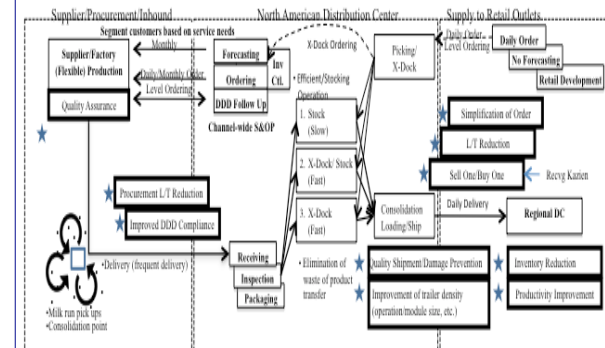 Supplier/Procurement/Inbound
North American Distribution Center
Supply to Retail Outlets
Segment customers based on service needs
Monthly
Supplier/Factory
(Flexible) Production
Quality Assurance
Daily/Monthly Order
Level Ordering
Forecasting
Ordering
DDD Follow Up
Inv
Ctl.
Channel-wide S&OP
X-Dock Ordering
• Efficient/Stocking
Operation
1. Stock
(Slow)
2. X-Dock/ Stock
(Fast)
3. X-Dock
(Fast)
Picking/
X-Dock
Daily Order
Level Ordering
Daily Order
No Forecasting
Retail Development
Simplification of Order
L/T Reduction
Sell One/Buy One
Recvg Kazien
Procurement L/T Reduction
Improved DDD Compliance
Consolidation
Loading/Ship
Daily Delivery
Regional DC
•Delivery (frequent delivery)
Receiving
Inspection
Packaging
• Elimination of
waste of product
transfer
Quality Shipment/Damage Prevention
Improvement of trailer density
(operation/module size, etc.)
Inventory Reduction
Productivity Improvement
•Milk run pick ups
•Consolidation point